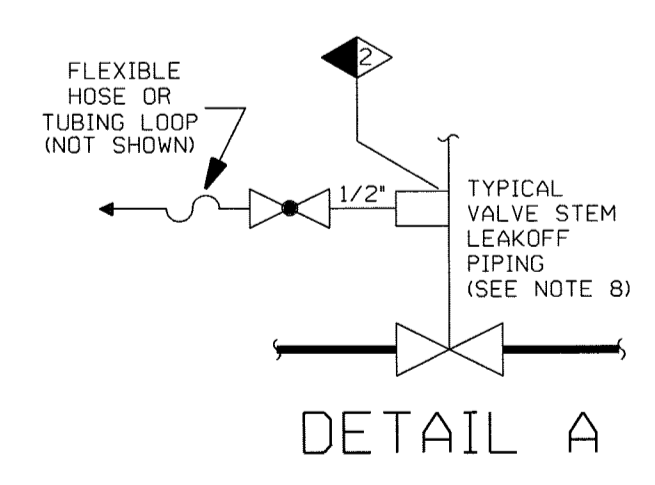 2
FLEXIBLE
HOSE OR
TUBING LOOP
(NOT SHOWN)
1/2"
TYPICAL
VALVE STEM
LEAKOFF
PIPING
(SEE NOTE 8)
DETAIL A